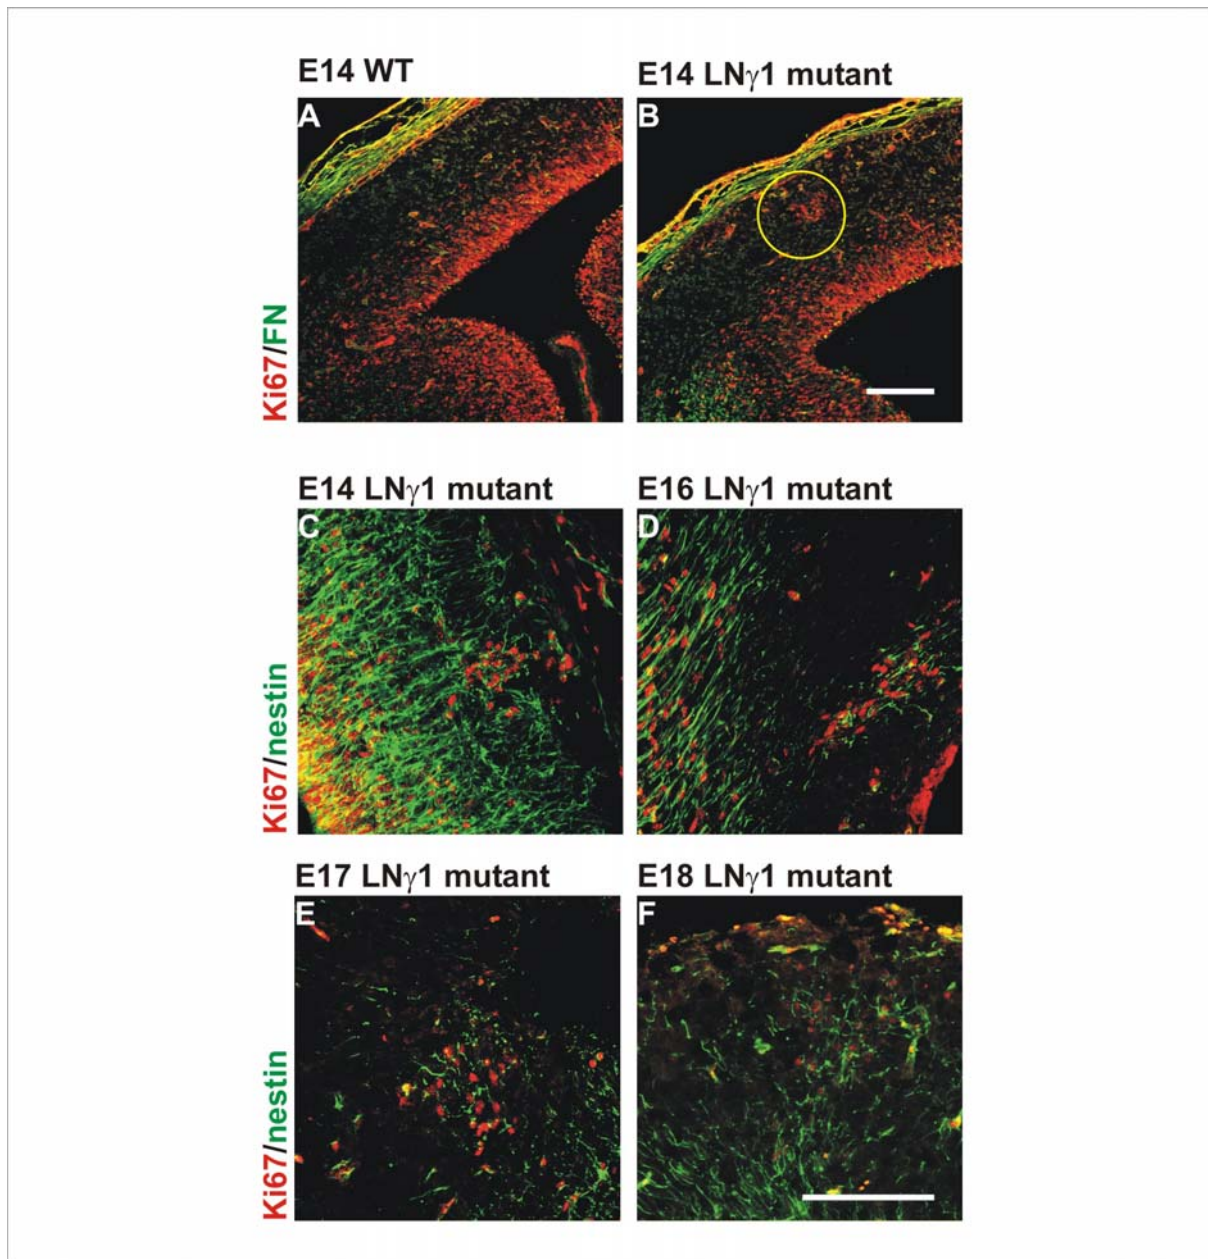 E14 WT
E14 LNγ1 mutant
A
B
Ki67/FN
E14 LNγ1 mutant
E16 LNγ1 mutant
C
D
Ki67/nestin
E17 LNγ1 mutant
E18 LNγ1 mutant
E
F
Ki67/nestin